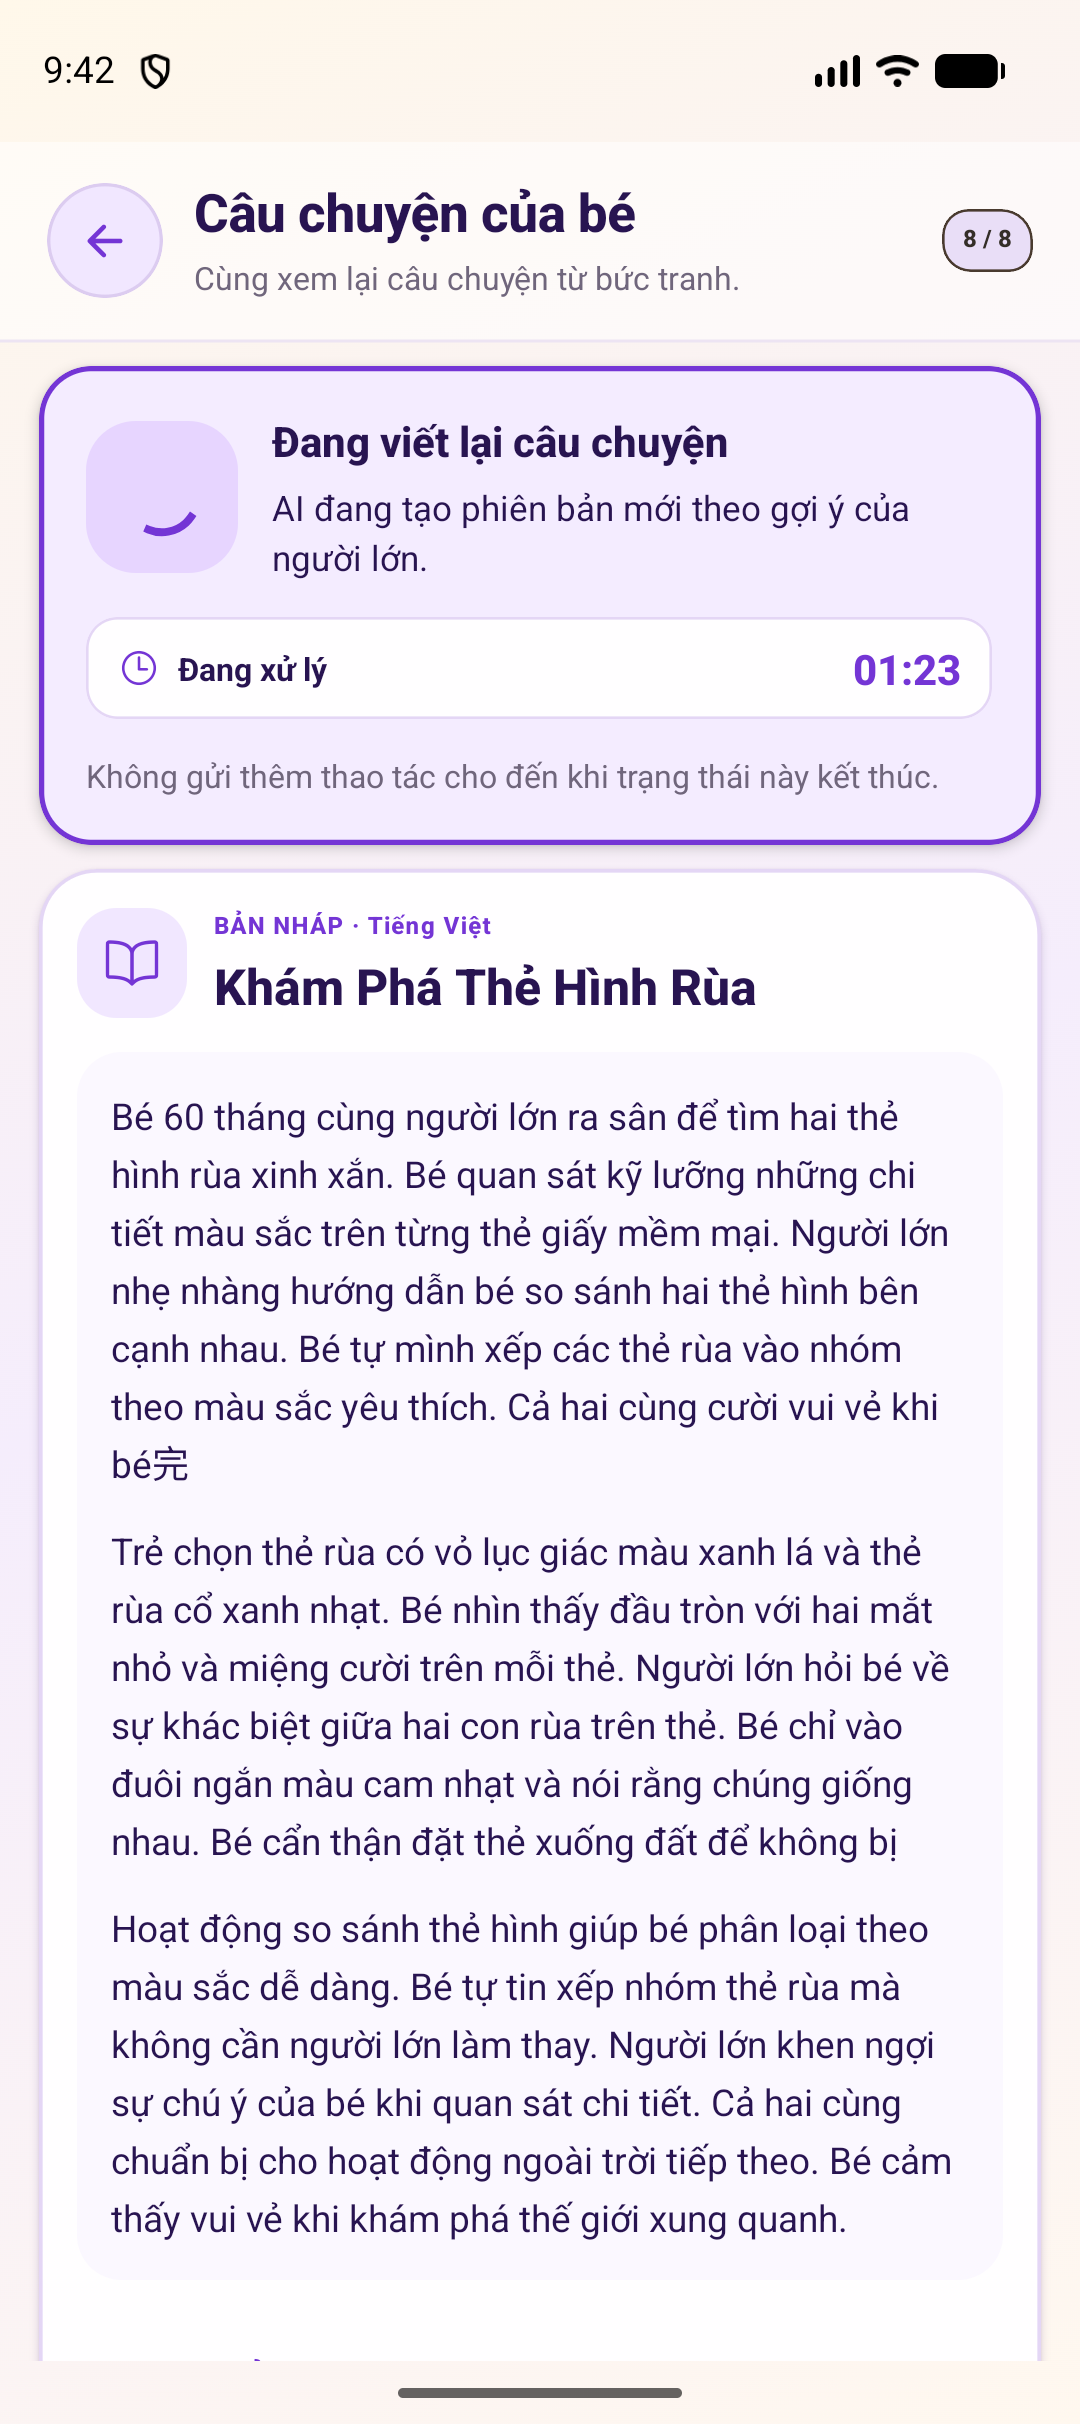 9:42
Câu chuyện của bé
Cùng xem lại câu chuyện từ bức tranh.
8 / 8
Đang viết lại câu chuyện
AI đang tạo phiên bản mới theo gợi ý của
người lớn.
Đang xử lý
01:23
Không gửi thêm thao tác cho đến khi trạng thái này kết thúc.
BẢN NHÁP · Tiếng Việt
Khám Phá Thẻ Hình Rùa
Bé 60 tháng cùng người lớn ra sân để tìm hai thẻ
hình rùa xinh xắn. Bé quan sát kỹ lưỡng những chi
tiết màu sắc trên từng thẻ giấy mềm mại. Người lớn
nhẹ nhàng hướng dẫn bé so sánh hai thẻ hình bên
cạnh nhau. Bé tự mình xếp các thẻ rùa vào nhóm
theo màu sắc yêu thích. Cả hai cùng cười vui vẻ khi
bé完
Trẻ chọn thẻ rùa có vỏ lục giác màu xanh lá và thẻ
rùa cổ xanh nhạt. Bé nhìn thấy đầu tròn với hai mắt
nhỏ và miệng cười trên mỗi thẻ. Người lớn hỏi bé về
sự khác biệt giữa hai con rùa trên thẻ. Bé chỉ vào
đuôi ngắn màu cam nhạt và nói rằng chúng giống
nhau. Bé cẩn thận đặt thẻ xuống đất để không bị
Hoạt động so sánh thẻ hình giúp bé phân loại theo
màu sắc dễ dàng. Bé tự tin xếp nhóm thẻ rùa mà
không cần người lớn làm thay. Người lớn khen ngợi
sự chú ý của bé khi quan sát chi tiết. Cả hai cùng
chuẩn bị cho hoạt động ngoài trời tiếp theo. Bé cảm
thấy vui vẻ khi khám phá thế giới xung quanh.